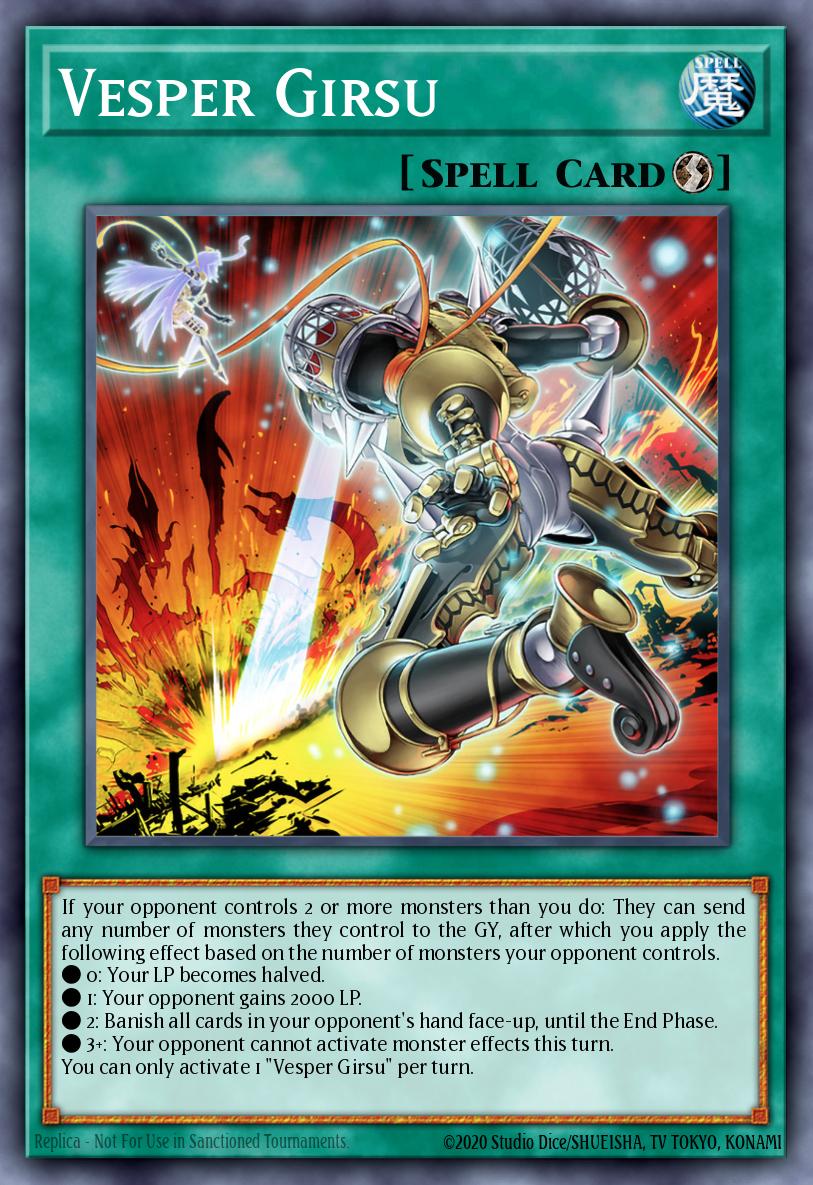 Vesper Girsu
SPELL
魔
[Spell Card]
If your opponent controls 2 or more monsters than you do: They can send
any number of monsters they control to the GY, after which you apply the
following effect based on the number of monsters your opponent controls.
● 0: Your LP becomes halved.
● 1: Your opponent gains 2000 LP.
● 2: Banish all cards in your opponent's hand face-up, until the End Phase.
● 3+: Your opponent cannot activate monster effects this turn.
You can only activate 1 "Vesper Girsu" per turn.
Replica - Not For Use in Sanctioned Tournaments.
©2020 Studio Dice/SHUEISHA, TV TOKYO, KONAMI